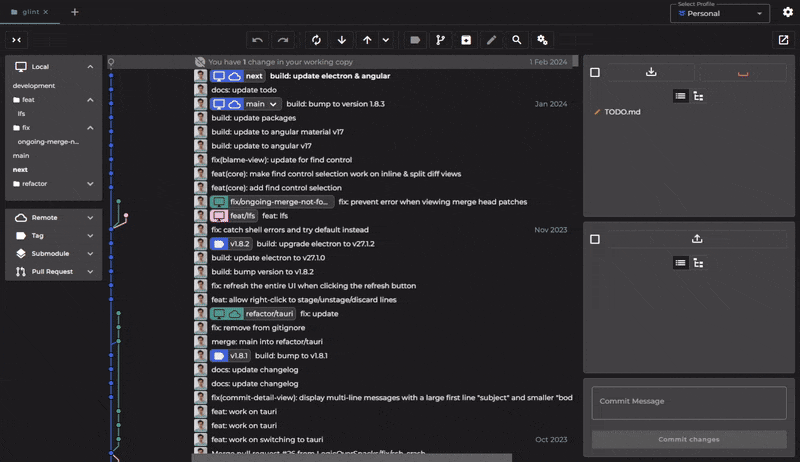 glint
Select Profile
Personal
Local
development
feat
lfs
fix
ongoing-merge-n...
main
next
refactor
Remote
Tag
Submodule
Pull Request
You have 1 change in your working copy
1 Feb 2024
next build: update electron & angular
docs: update todo
main build: bump to version 1.8.3
Jan 2024
build: update packages
build: update to angular material v17
build: update to angular v17
fix(blame-view): update for find control
feat(core): make find control selection work on inline & split diff views
feat(core): add find control selection
fix/ongoing-merge-not-fo... fix: prevent error when viewing merge head patches
feat/lfs feat: lfs
fix: catch shell errors and try default instead
Nov 2023
v1.8.2 build: upgrade electron to v27.1.2
build: update electron to v27.1.0
build: bump version to v1.8.2
fix: refresh the entire UI when clicking the refresh button
feat: allow right-click to stage/unstage/discard lines
refactor/tauri fix: update
fix: remove from gitignore
merge: main into refactor/tauri
v1.8.1 build: bump to v1.8.1
docs: update changelog
docs: update changelog
fix(commit-detail-view): display multi-line messages with a large first line "subject" and smaller "bod
feat: work on tauri
feat: work on tauri
feat: work on switching to tauri
Oct 2023
Merge pull request #25 from LogicOverSnacks/fix/ssh-crash
TODO.md
Commit Message
Commit changes